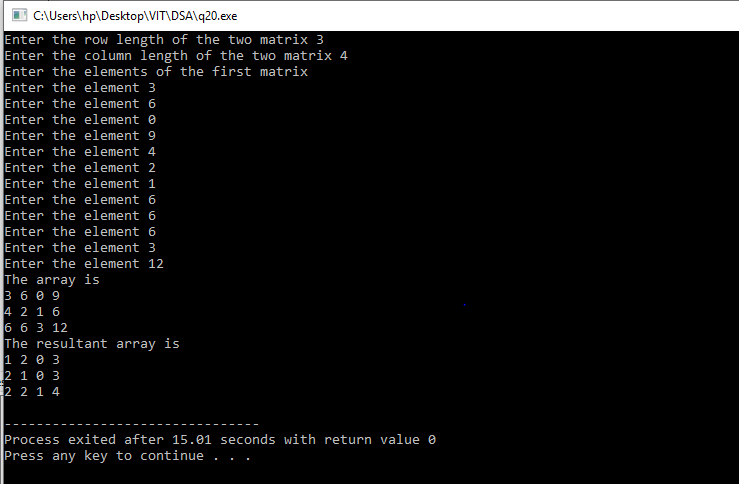 C:\Users\hp\Desktop\VIT\DSA\q20.exe
Enter the row length of the two matrix 3
Enter the column length of the two matrix 4
Enter the elements of the first matrix
Enter the element 3
Enter the element 6
Enter the element 0
Enter the element 9
Enter the element 4
Enter the element 2
Enter the element 1
Enter the element 6
Enter the element 6
Enter the element 6
Enter the element 3
Enter the element 12
The array is
3 6 0 9
4 2 1 6
6 6 3 12
The resultant array is
1 2 0 3
2 1 0 3
2 2 1 4
--------------------------------
Process exited after 15.01 seconds with return value 0
Press any key to continue . . .